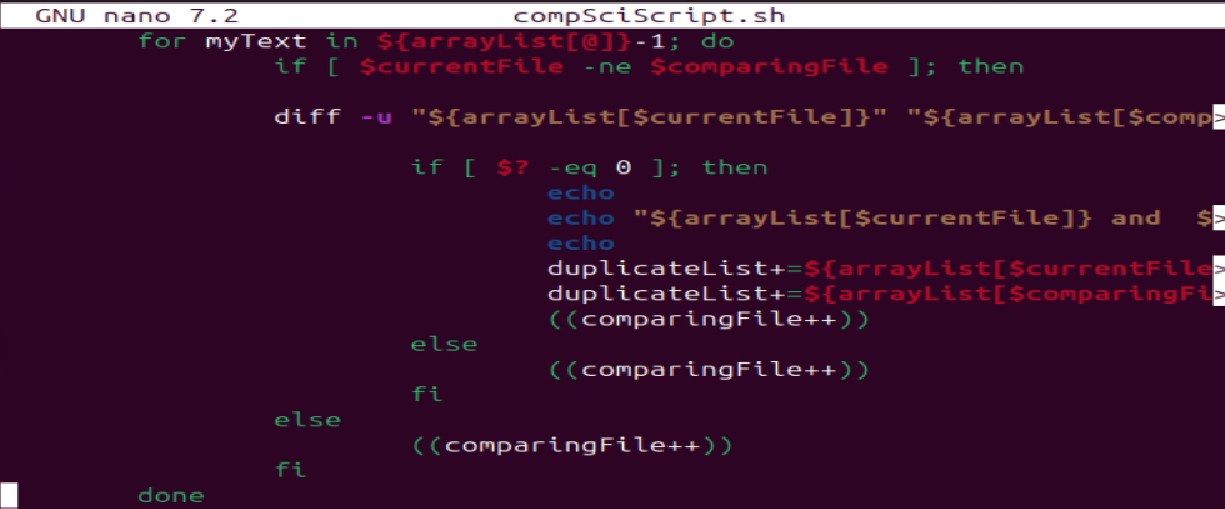 GNU nano 7.2 compSciScript.sh
for myText in ${arrayList[@]}-1; do
if [ $currentFile -ne $comparingFile ]; then
diff -u "${arrayList[$currentFile]}" "${arrayList[$comp>
if [ $? -eq 0 ]; then
echo
echo "${arrayList[$currentFile]} and  $>
echo
duplicateList+=${arrayList[$currentFile>
duplicateList+=${arrayList[$comparingFi>
((comparingFile++))
else
((comparingFile++))
fi
else
((comparingFile++))
fi
done